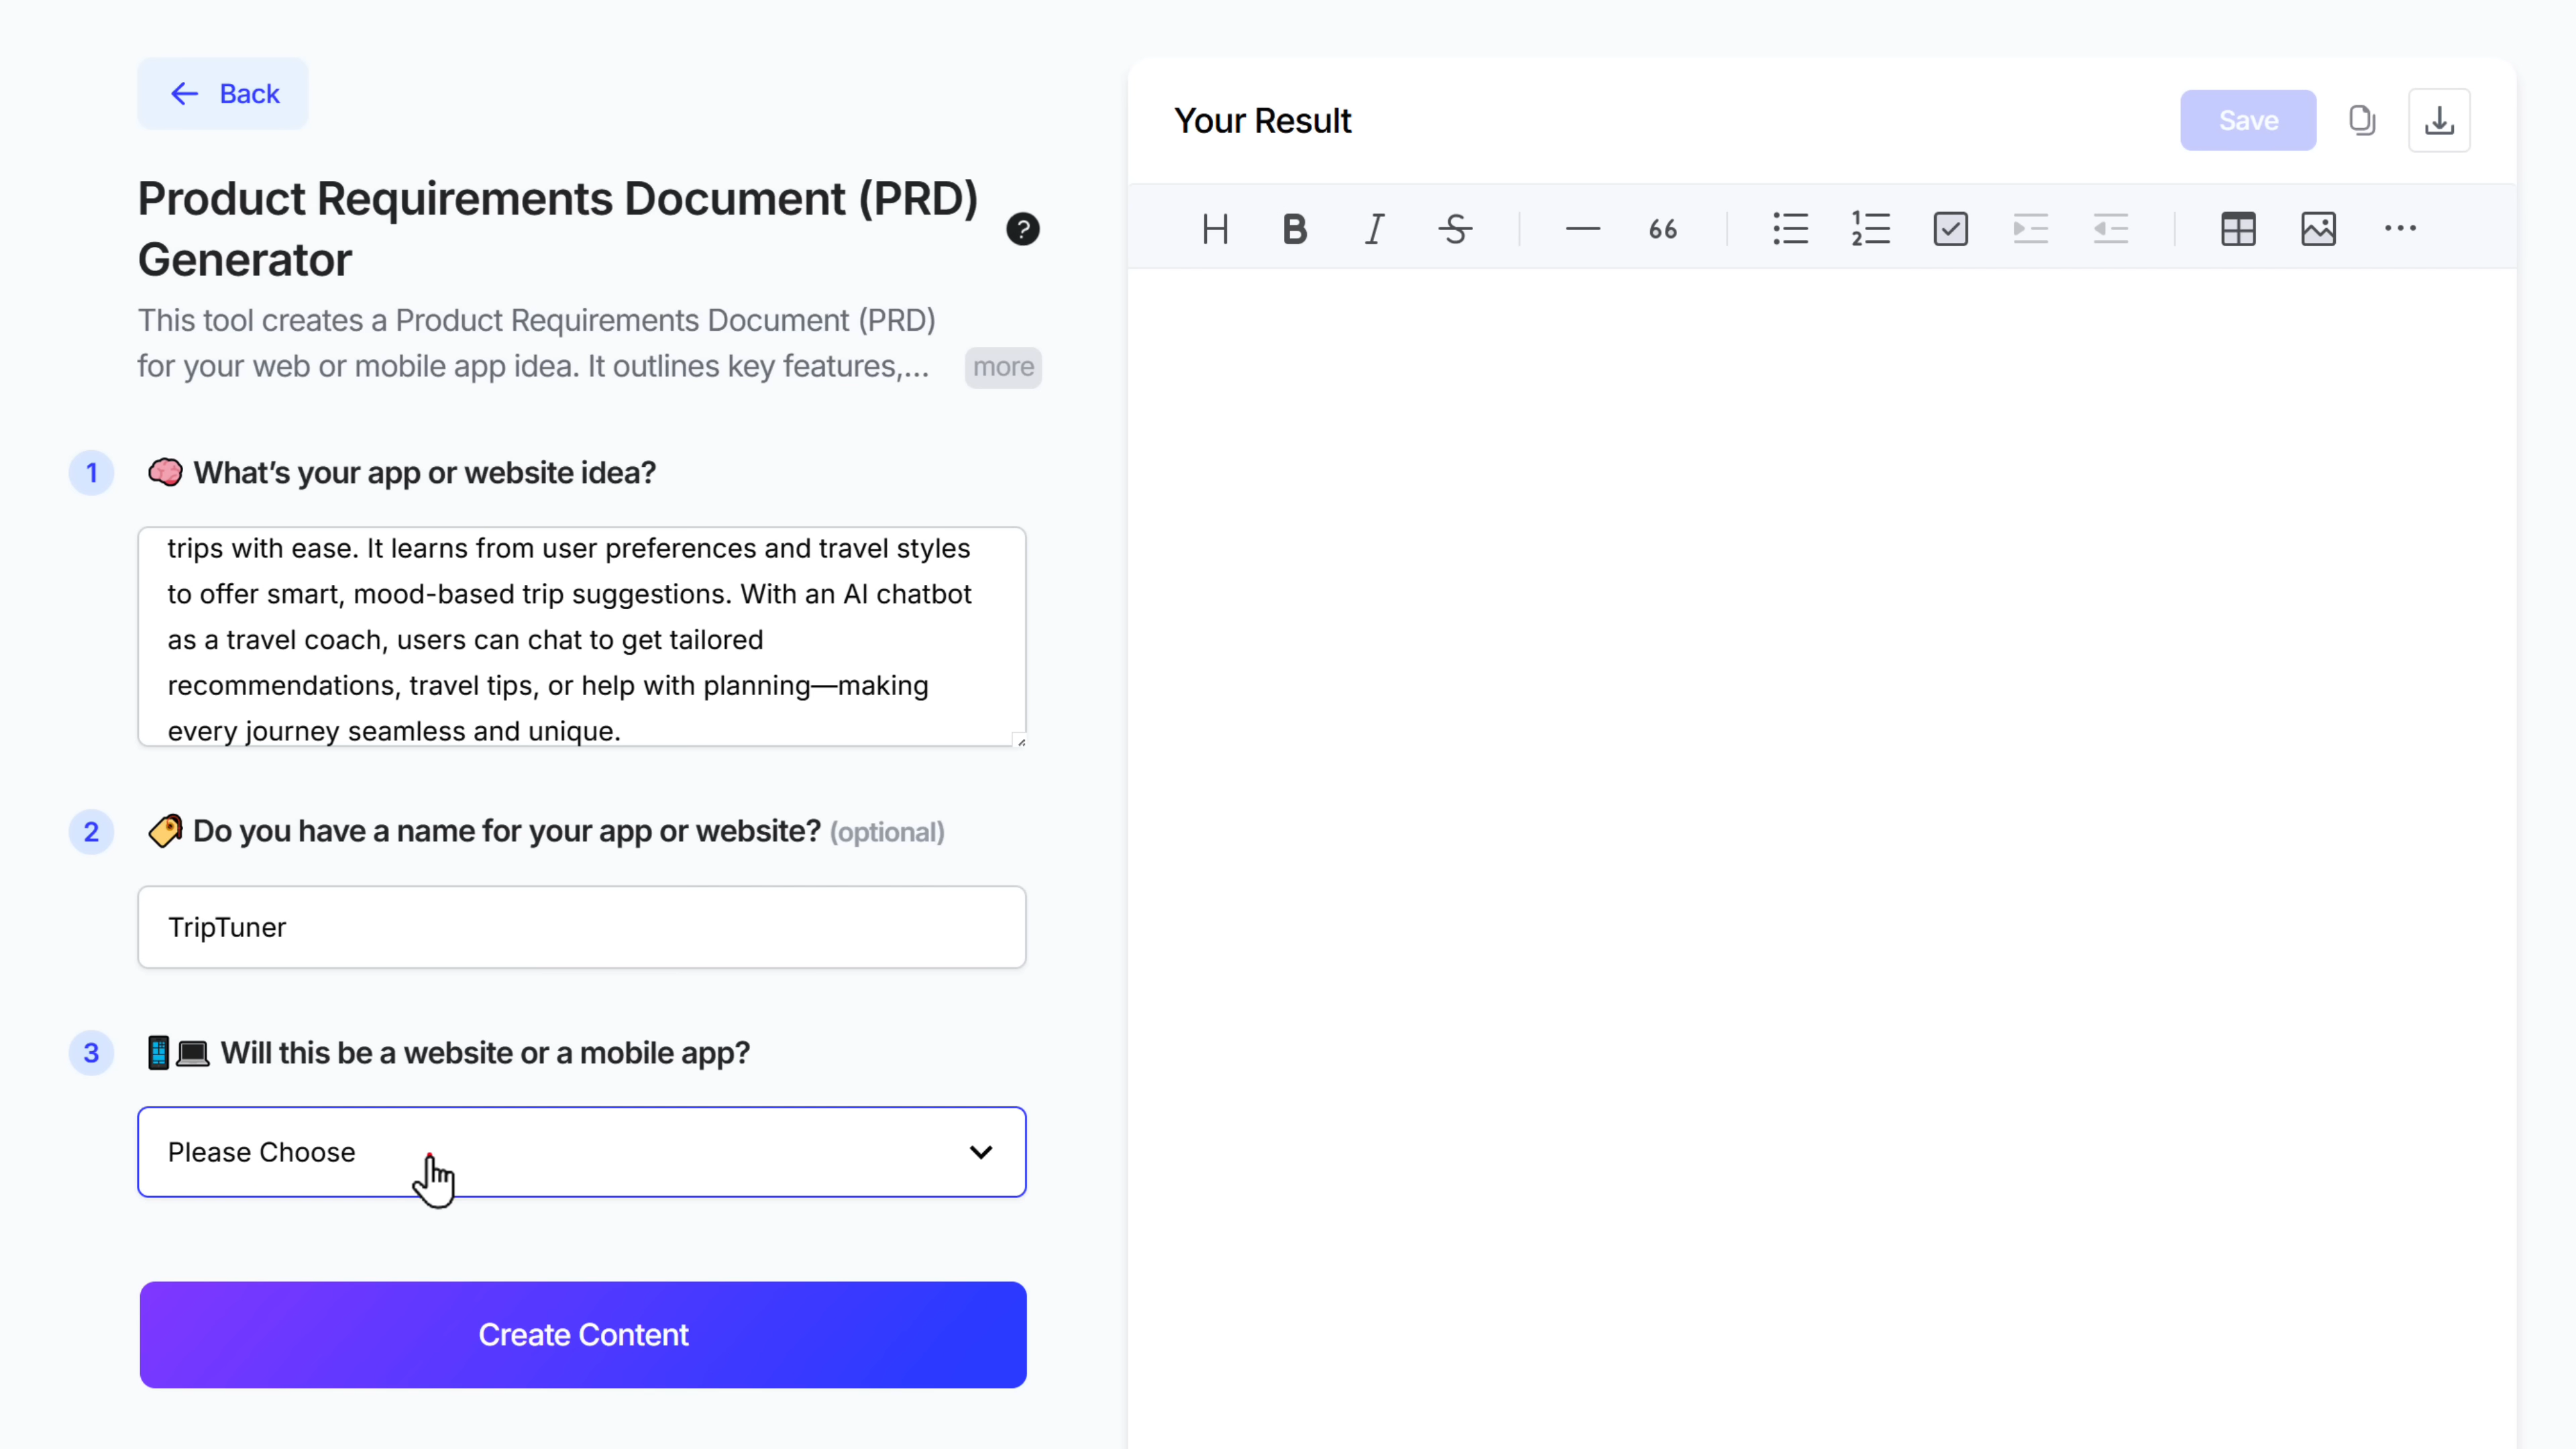 Back
Product Requirements Document (PRD)
Generator
?
This tool creates a Product Requirements Document (PRD)
for your web or mobile app idea. It outlines key features,...
more
1
What's your app or website idea?
trips with ease. It learns from user preferences and travel styles
to offer smart, mood-based trip suggestions. With an AI chatbot
as a travel coach, users can chat to get tailored
recommendations, travel tips, or help with planning—making
every journey seamless and unique.
2
Do you have a name for your app or website? (optional)
TripTuner
3
Will this be a website or a mobile app?
Please Choose
Create Content
Your Result
Save
H B I S